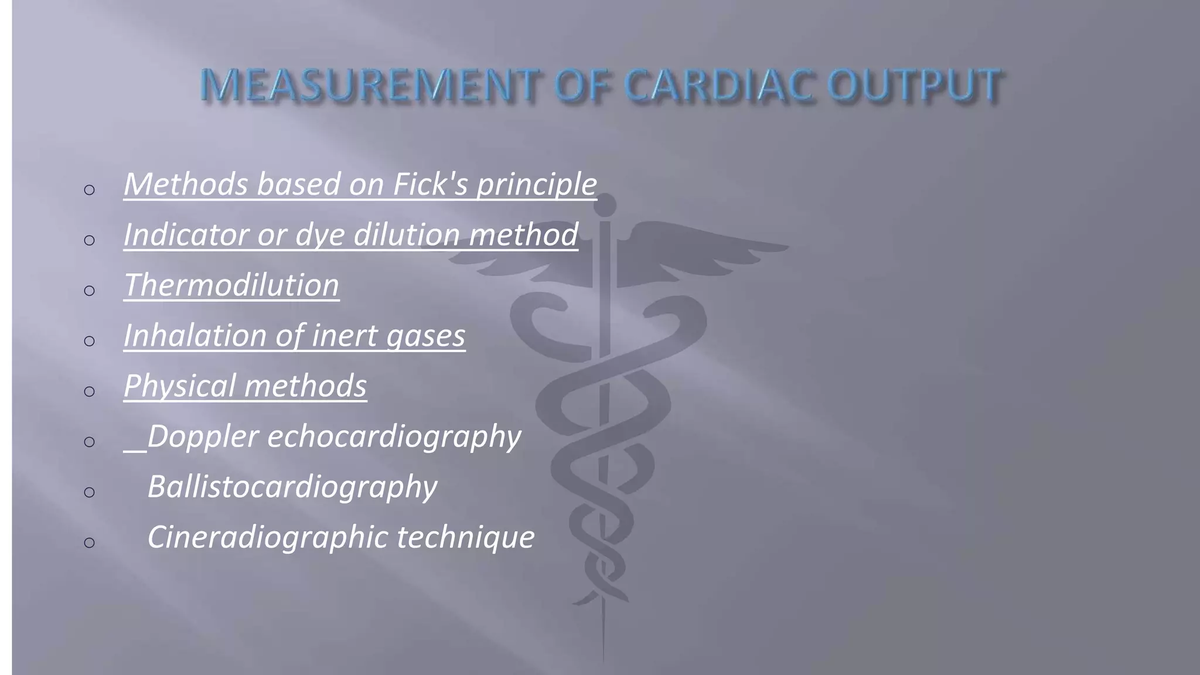 MEASUREMENT OF CARDIAC OUTPUT
Methods based on Fick's principle
Indicator or dye dilution method
Thermodilution
Inhalation of inert gases
Physical methods
Doppler echocardiography
Ballistocardiography
Cineradiographic technique